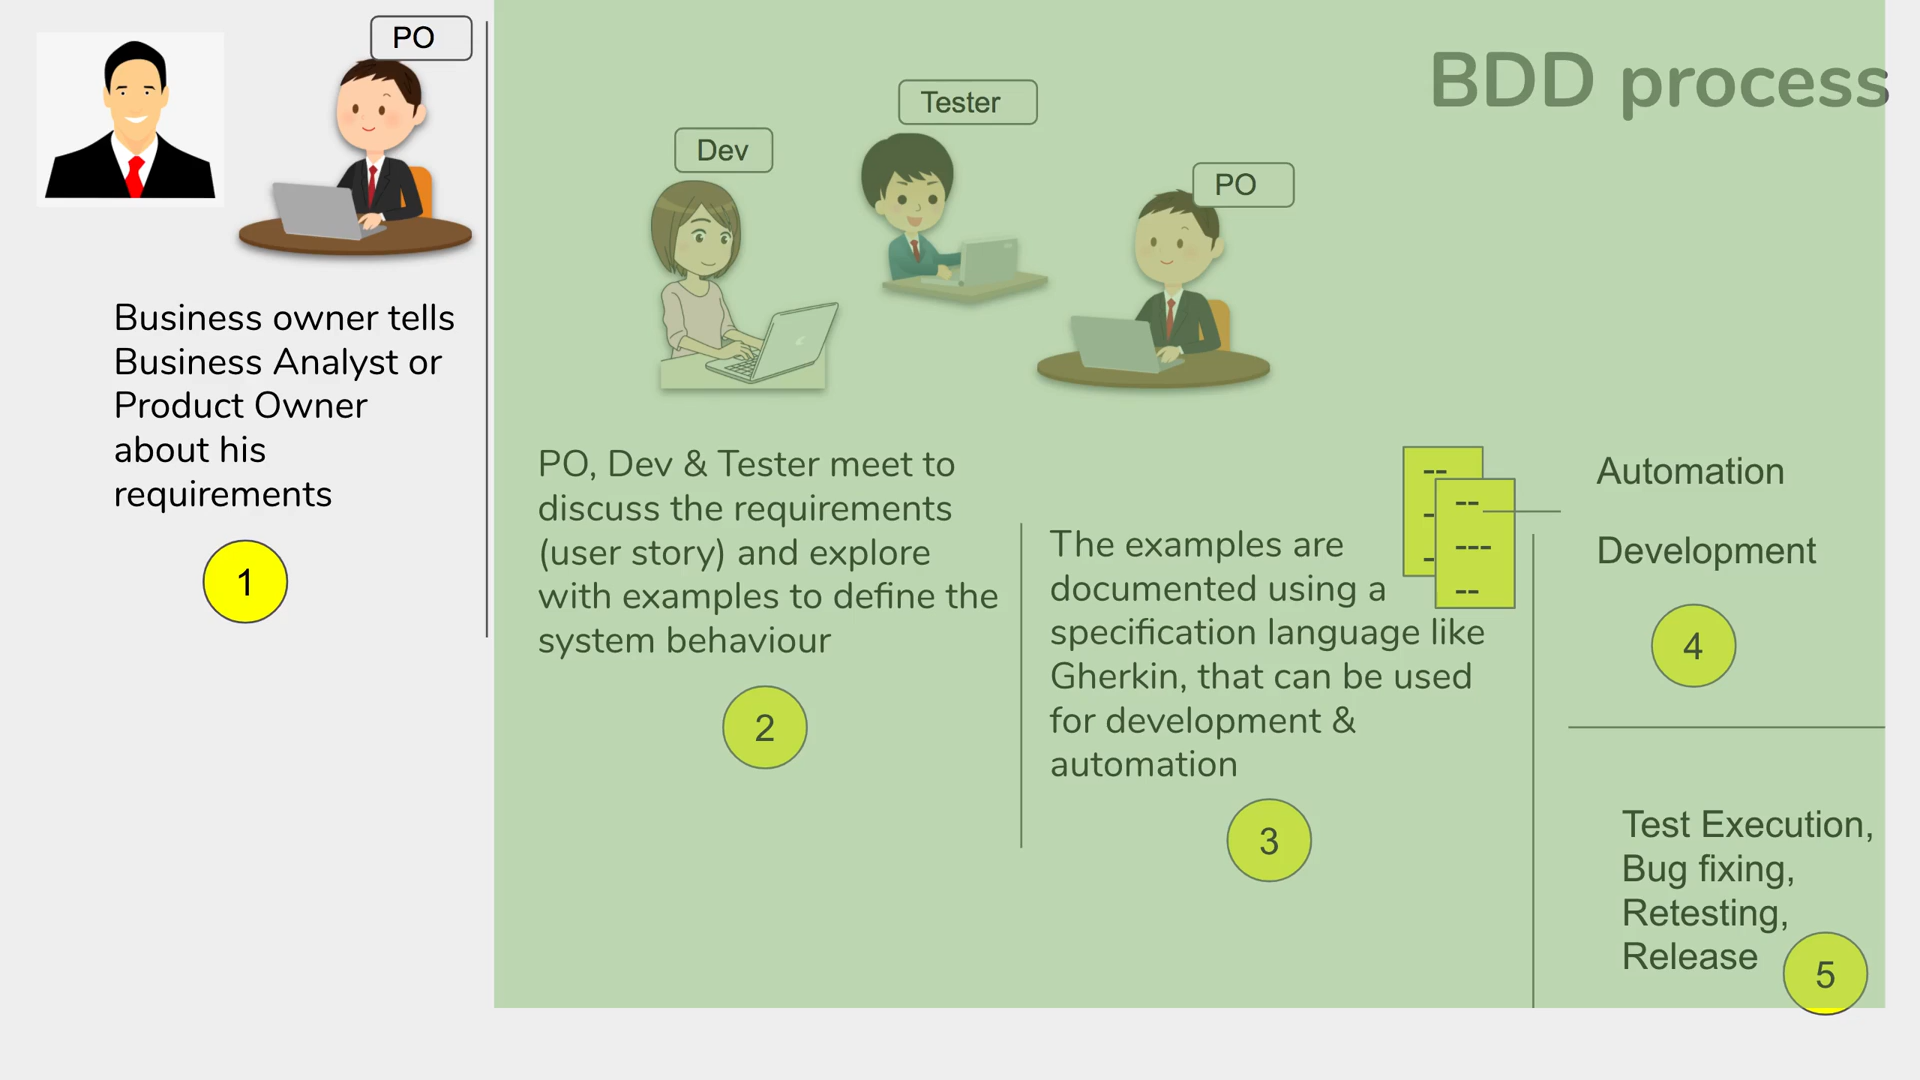 BDD process
PO
Business owner tells
Business Analyst or
Product Owner
about his
requirements
1
Dev
Tester
PO
PO, Dev & Tester meet to
discuss the requirements
(user story) and explore
with examples to define the
system behaviour
2
The examples are
documented using a
specification language like
Gherkin, that can be used
for development &
automation
3
--
-
-
--
---
--
Automation
Development
4
Test Execution,
Bug fixing,
Retesting,
Release
5